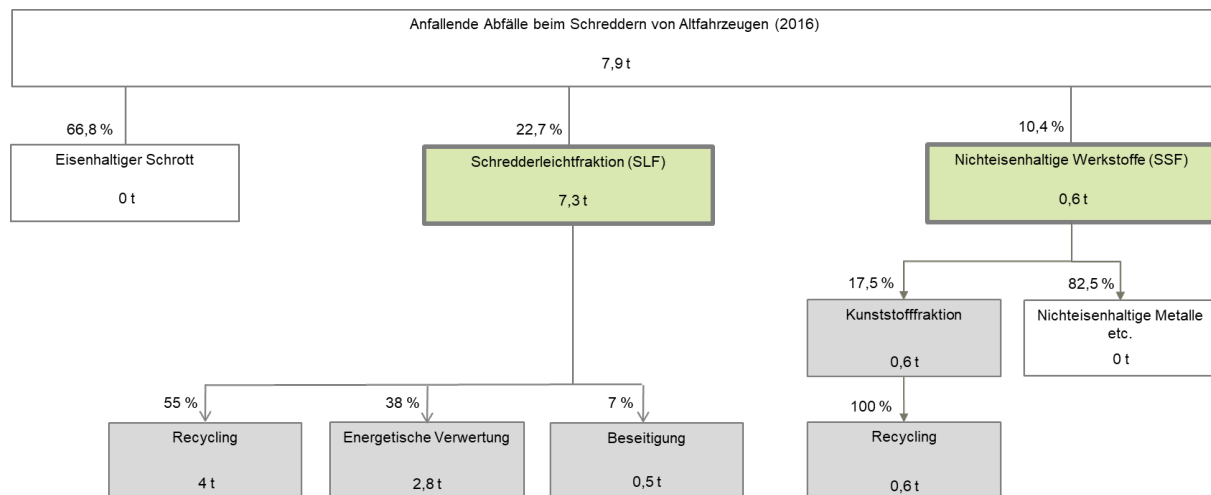 Anfallende Abfälle beim Schreddern von Altfahrzeugen (2016)
7,9 t
66,8 %
22,7 %
10,4 %
Eisenhaltiger Schrott
0 t
Schredderleichtfraktion (SLF)
7,3 t
Nichteisenhaltige Werkstoffe (SSF)
0,6 t
17,5 %
82,5 %
Kunststofffraktion
0,6 t
Nichteisenhaltige Metalle
etc.
0 t
55 %
38 %
7 %
100 %
Recycling
4 t
Energetische Verwertung
2,8 t
Beseitigung
0,5 t
Recycling
0,6 t